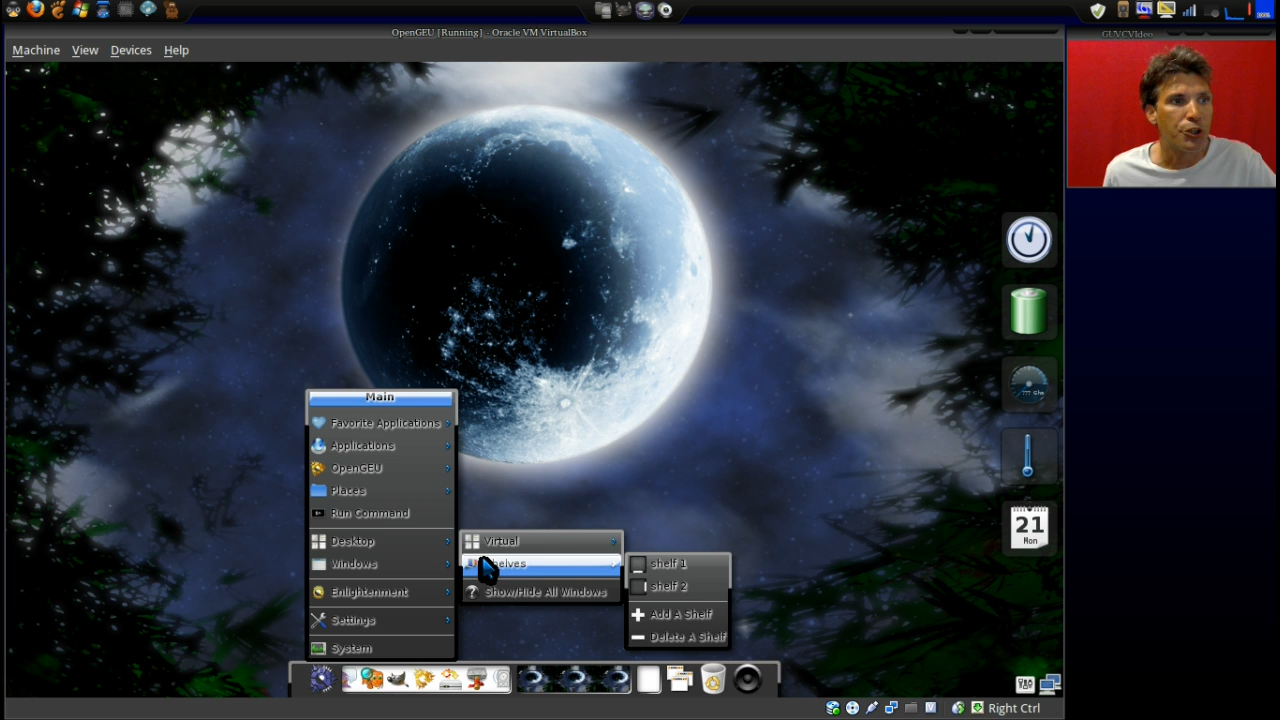 OpenGEU [Running] - Oracle VM VirtualBox
GUVCVideo
Machine View Devices Help
Main
Favorite Applications
Applications
OpenGEU
Places
Run Command
Desktop
Windows
Enlightenment
Settings
System
Virtual
Shelves
Show/Hide All Windows
shelf 1
shelf 2
Add A Shelf
Delete A Shelf
21
Mon
Right Ctrl